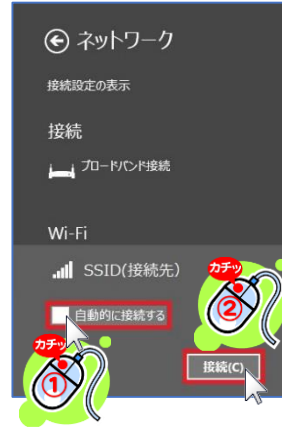 ネットワーク
接続設定の表示
接続
ブロードバンド接続
Wi-Fi
SSID(接続先)
カチッ
②
自動的に接続する
カチッ
①
接続(C)